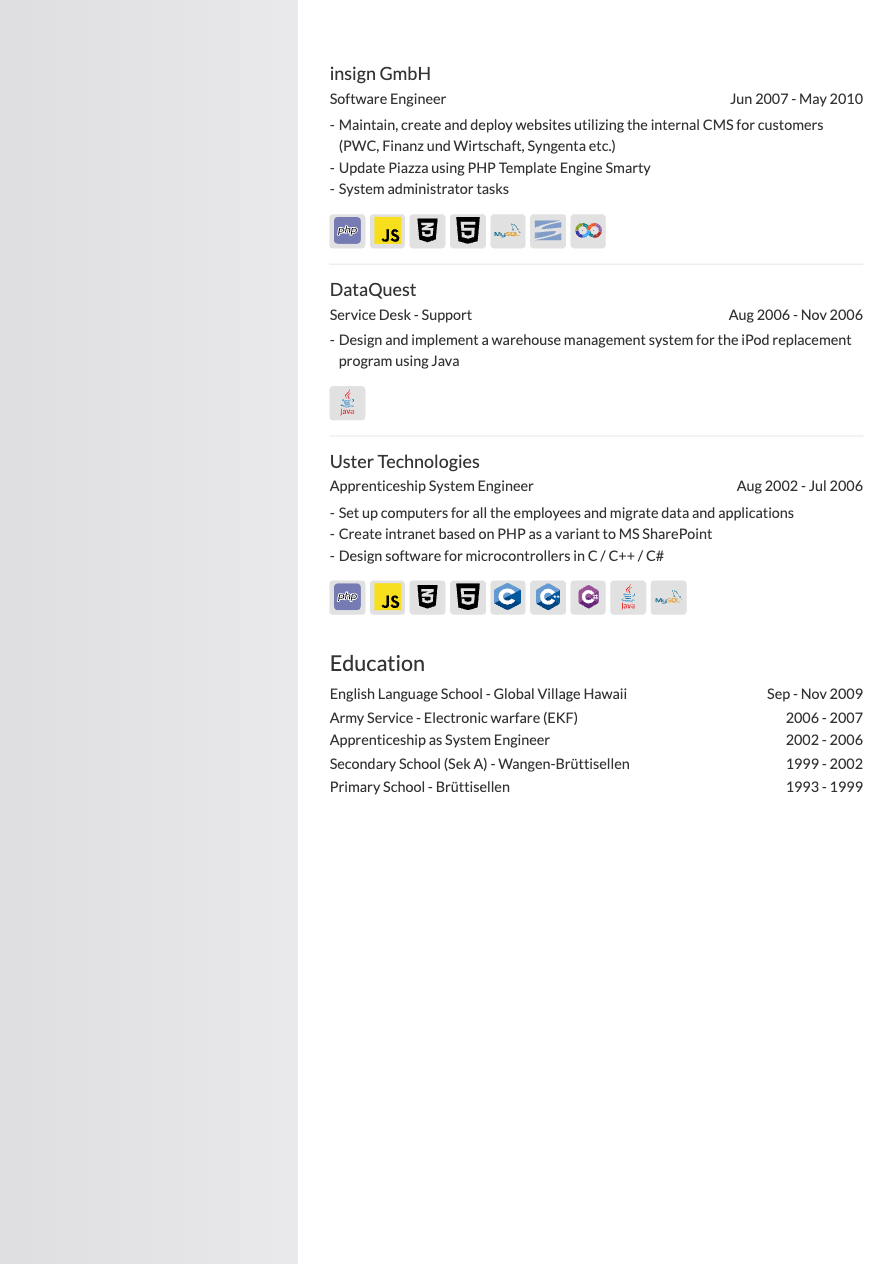 insign GmbH
Software Engineer Jun 2007 - May 2010
- Maintain, create and deploy websites utilizing the internal CMS for customers
(PWC, Finanz und Wirtschaft, Syngenta etc.)
- Update Piazza using PHP Template Engine Smarty
- System administrator tasks
php JS 3 5 MySQL
DataQuest
Service Desk - Support Aug 2006 - Nov 2006
- Design and implement a warehouse management system for the iPod replacement
program using Java
Java
Uster Technologies
Apprenticeship System Engineer Aug 2002 - Jul 2006
- Set up computers for all the employees and migrate data and applications
- Create intranet based on PHP as a variant to MS SharePoint
- Design software for microcontrollers in C / C++ / C#
php JS 3 5 C C++ C# Java MySQL
Education
English Language School - Global Village Hawaii Sep - Nov 2009
Army Service - Electronic warfare (EKF) 2006 - 2007
Apprenticeship as System Engineer 2002 - 2006
Secondary School (Sek A) - Wangen-Brüttisellen 1999 - 2002
Primary School - Brüttisellen 1993 - 1999